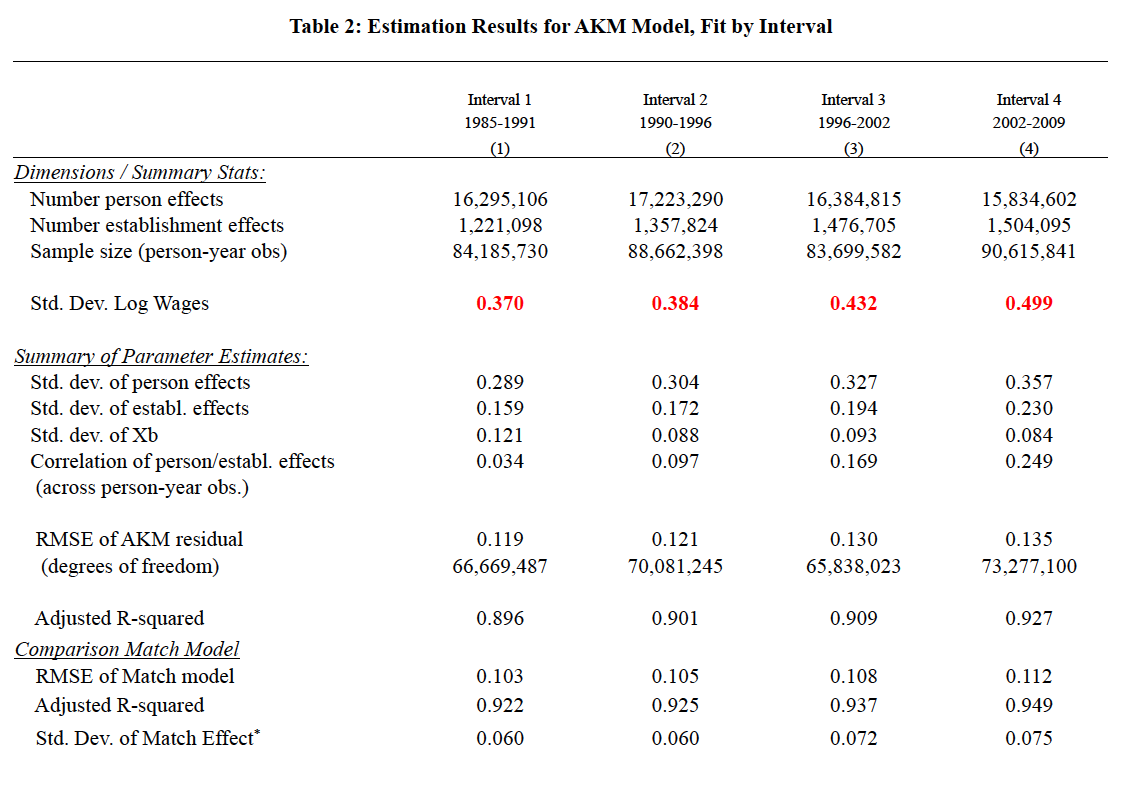 Table 2: Estimation Results for AKM Model, Fit by Interval
Interval 1 Interval 2 Interval 3 Interval 4
1985-1991 1990-1996 1996-2002 2002-2009
(1) (2) (3) (4)
Dimensions / Summary Stats:
Number person effects 16,295,106 17,223,290 16,384,815 15,834,602
Number establishment effects 1,221,098 1,357,824 1,476,705 1,504,095
Sample size (person-year obs) 84,185,730 88,662,398 83,699,582 90,615,841
Std. Dev. Log Wages 0.370 0.384 0.432 0.499
Summary of Parameter Estimates:
Std. dev. of person effects 0.289 0.304 0.327 0.357
Std. dev. of establ. effects 0.159 0.172 0.194 0.230
Std. dev. of Xb 0.121 0.088 0.093 0.084
Correlation of person/establ. effects 0.034 0.097 0.169 0.249
(across person-year obs.)
RMSE of AKM residual 0.119 0.121 0.130 0.135
(degrees of freedom) 66,669,487 70,081,245 65,838,023 73,277,100
Adjusted R-squared 0.896 0.901 0.909 0.927
Comparison Match Model
RMSE of Match model 0.103 0.105 0.108 0.112
Adjusted R-squared 0.922 0.925 0.937 0.949
Std. Dev. of Match Effect* 0.060 0.060 0.072 0.075